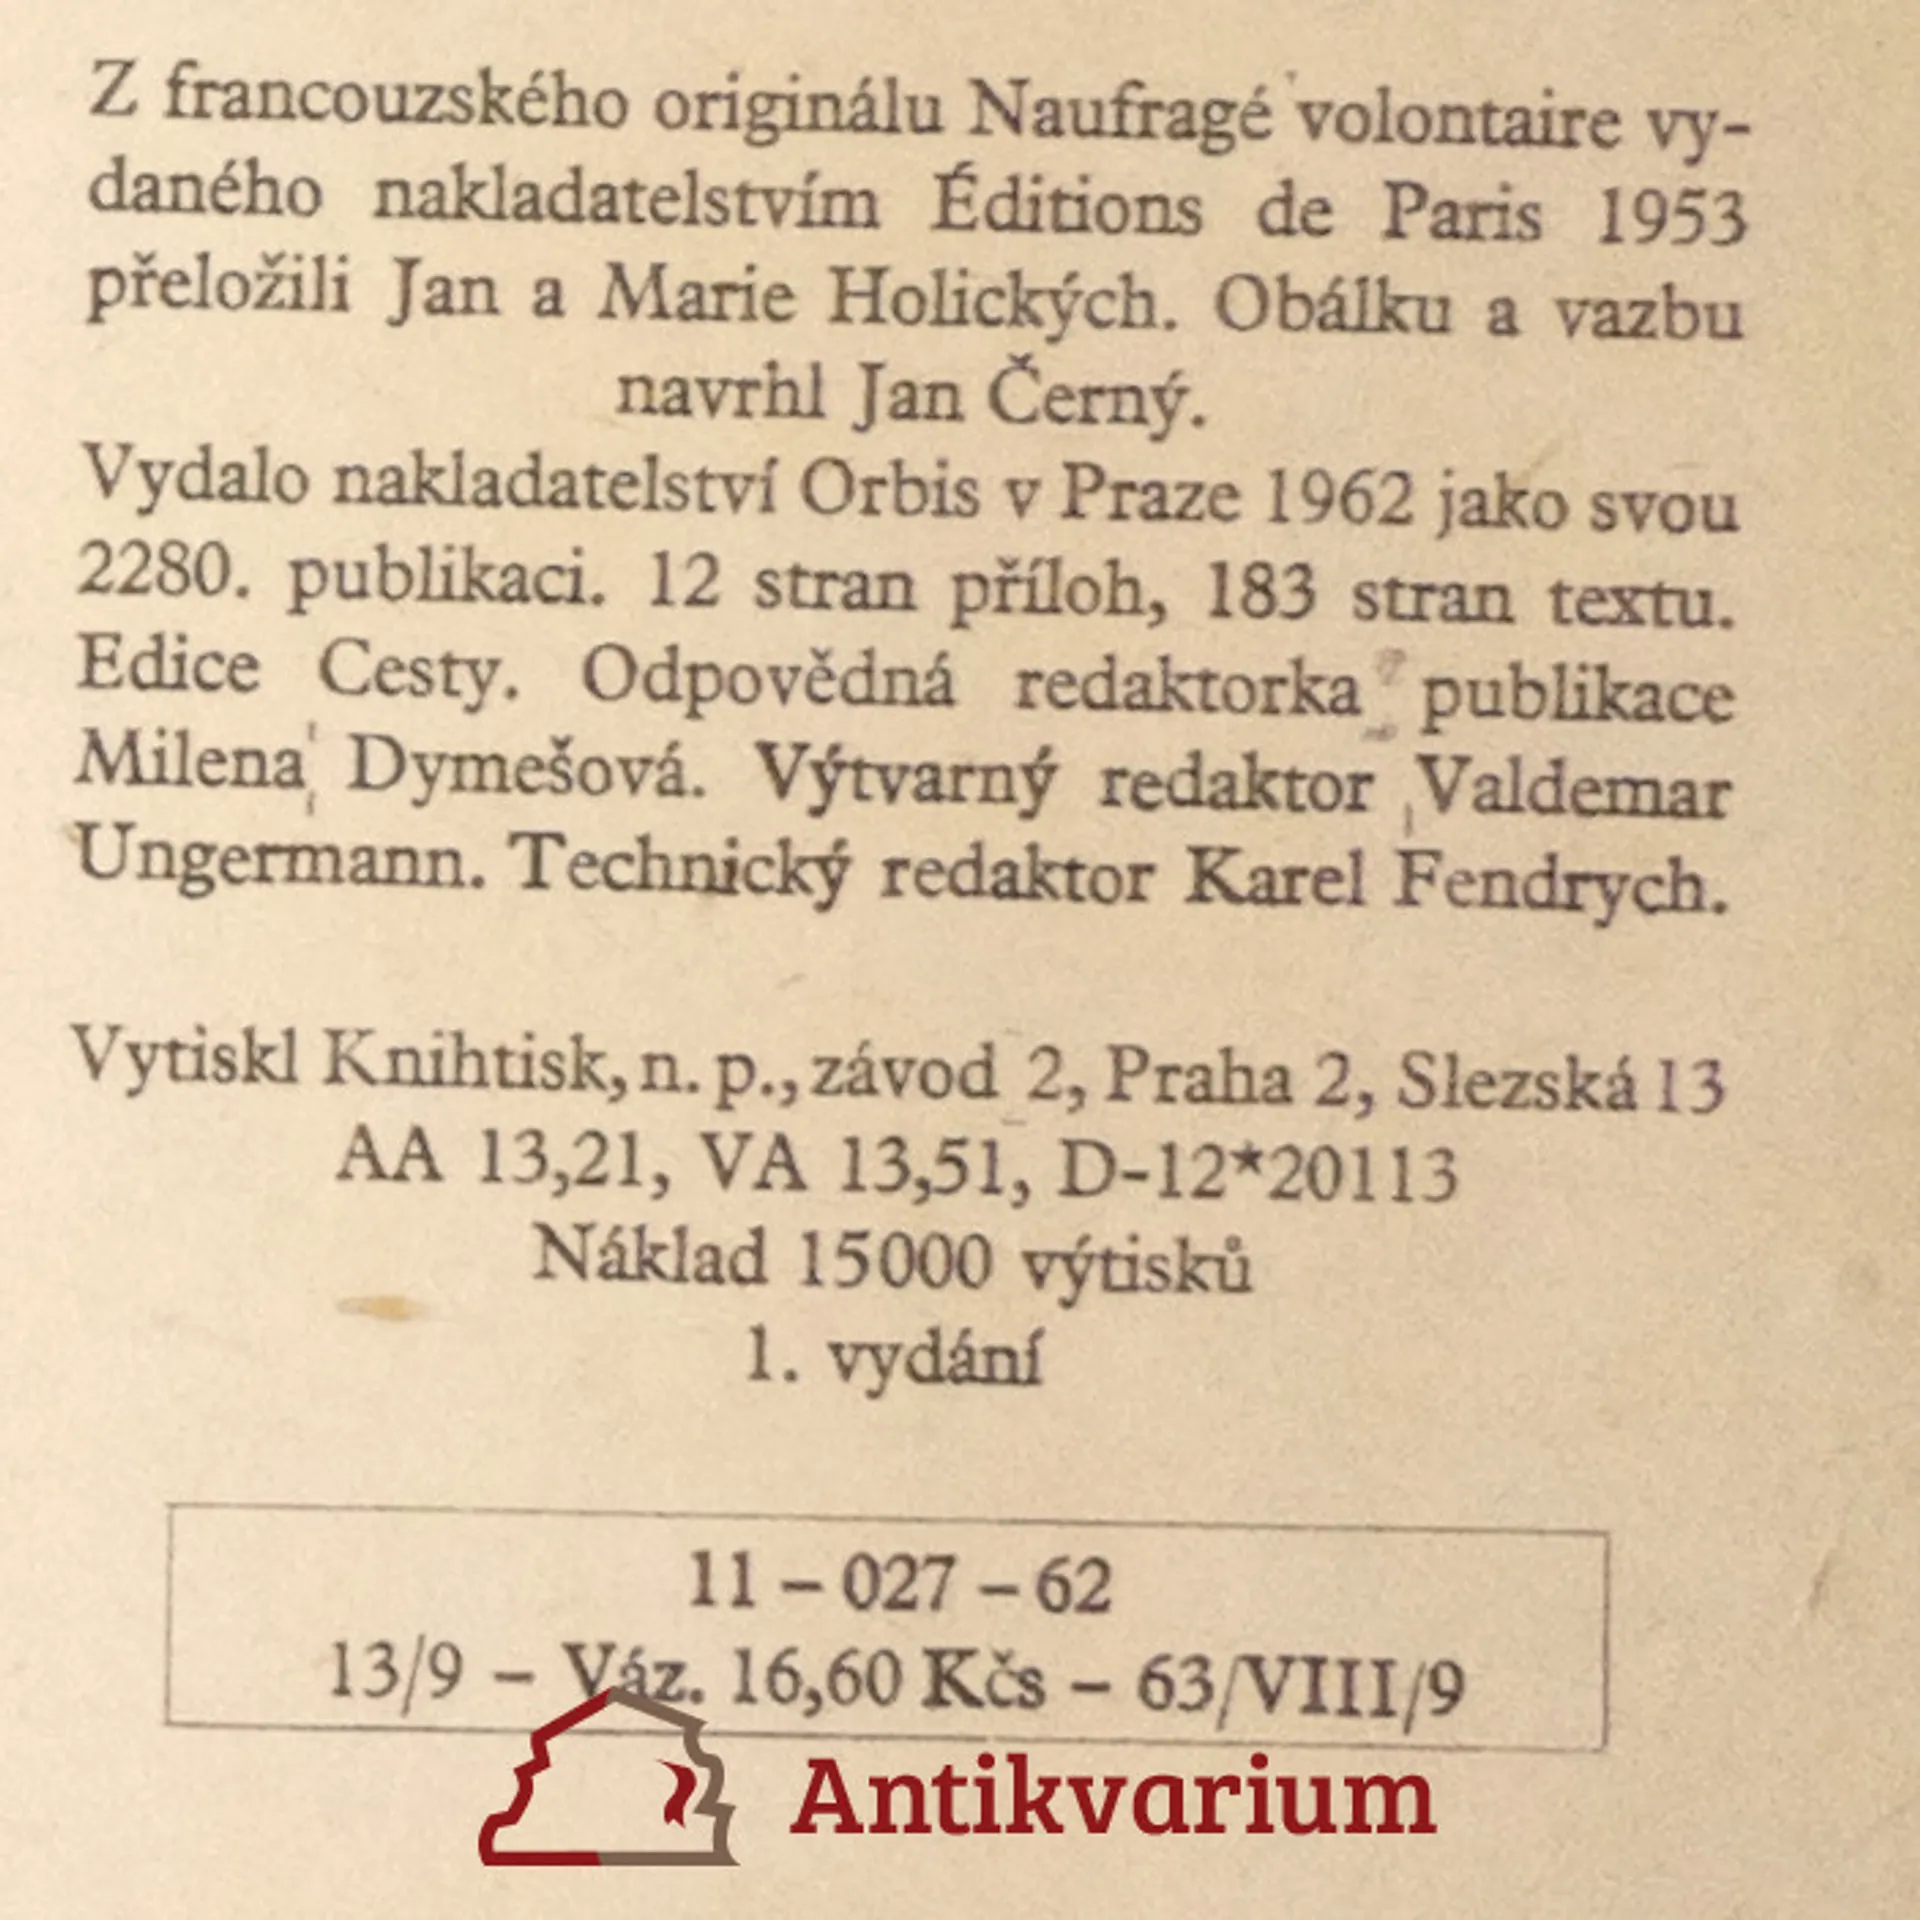 Z francouzského originálu Naufragé volontaire vy-
daného nakladatelstvím Éditions de Paris 1953
přeložili Jan a Marie Holických. Obálku a vazbu
navrhl Jan Černý.
Vydalo nakladatelství Orbis v Praze 1962 jako svou
2280. publikaci. 12 stran příloh, 183 stran textu.
Edice Cesty. Odpovědná redaktorka publikace
Milena Dymešová. Výtvarný redaktor Valdemar
Ungermann. Technický redaktor Karel Fendrych.
Vytiskl Knihtisk, n. p., závod 2, Praha 2, Slezská 13
AA 13,21, VA 13,51, D-12*20113
Náklad 15000 výtisků
1. vydání
11 – 027 – 62
13/9 – Váz. 16,60 Kčs – 63/VIII/9
Antikvarium